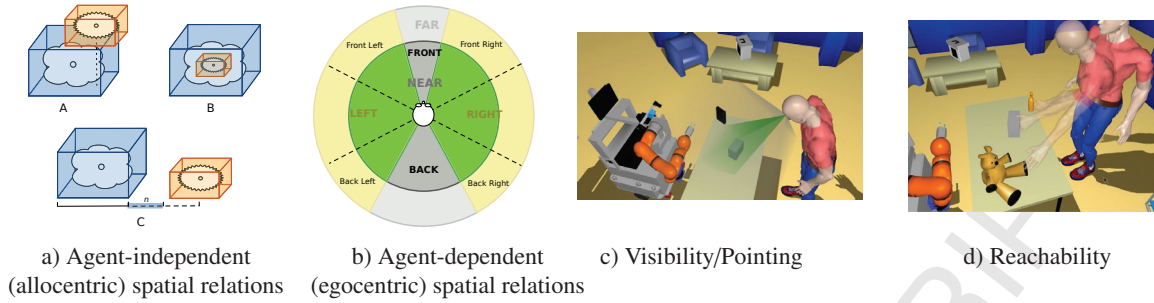 A
B
n
C
FAR
Front Left
FRONT
Front Right
NEAR
LEFT
RIGHT
BACK
Back Left
Back Right
a) Agent-independent
(allocentric) spatial relations
b) Agent-dependent
(egocentric) spatial relations
c) Visibility/Pointing
d) Reachability